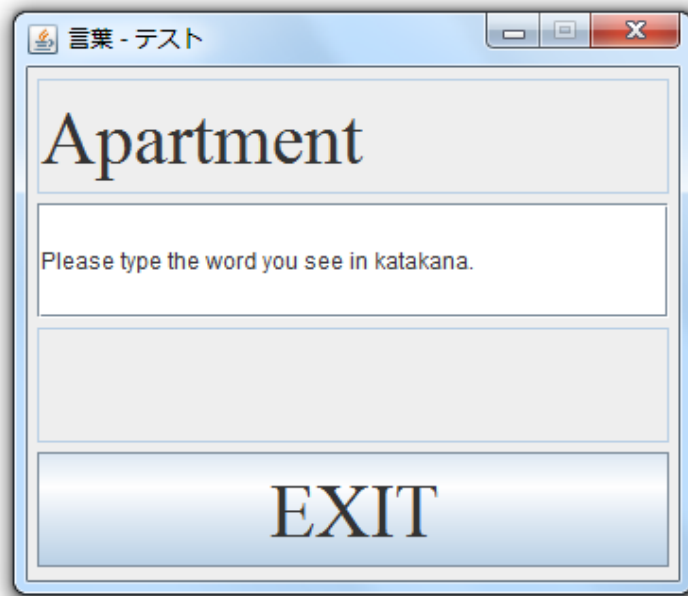 言葉 - テスト
Apartment
Please type the word you see in katakana.
EXIT